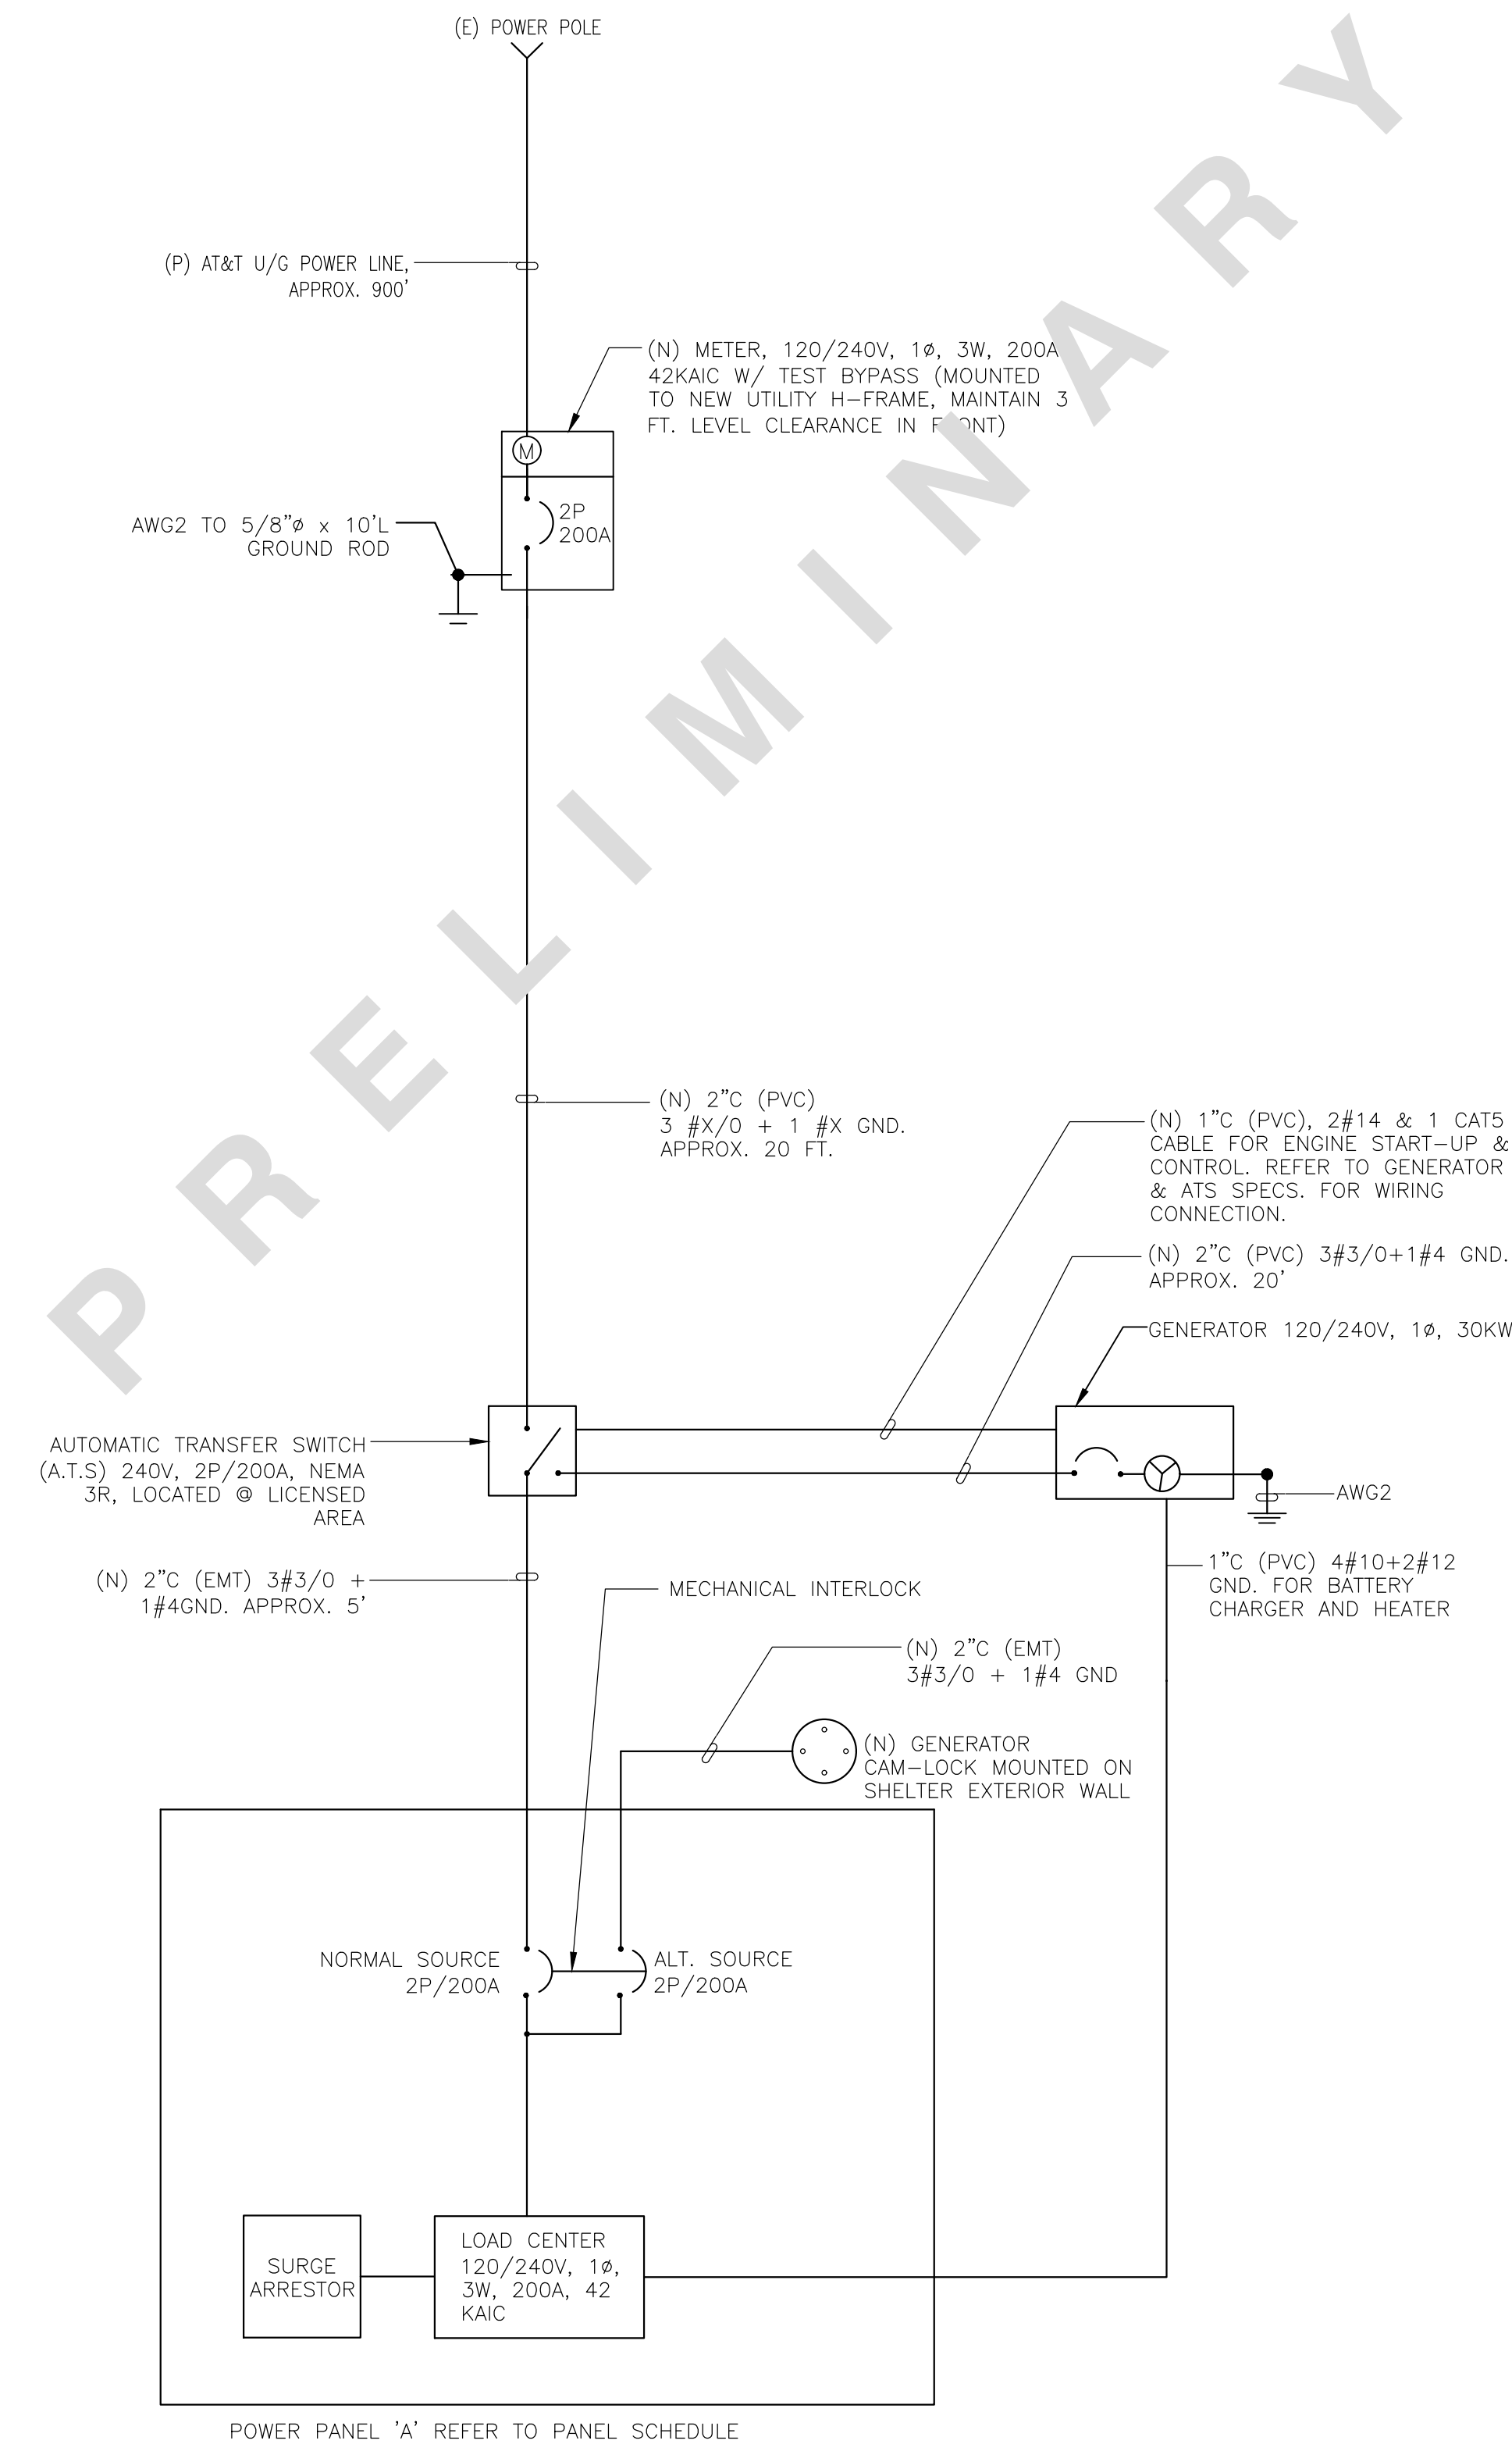 (E) POWER POLE
(P) AT&T U/G POWER LINE,
APPROX. 900'
(N) METER, 120/240V, 1ø, 3W, 200A
42KAIC W/ TEST BYPASS (MOUNTED
TO NEW UTILITY H-FRAME, MAINTAIN 3
FT. LEVEL CLEARANCE IN FRONT)
M
2P
200A
AWG2 TO 5/8"ø x 10'L
GROUND ROD
PRELIMINARY
(N) 2"C (PVC)
3 #X/0 + 1 #X GND.
APPROX. 20 FT.
(N) 1"C (PVC), 2#14 & 1 CAT5
CABLE FOR ENGINE START-UP &
CONTROL. REFER TO GENERATOR
& ATS SPECS. FOR WIRING
CONNECTION.
(N) 2"C (PVC) 3#3/0+1#4 GND.
APPROX. 20'
GENERATOR 120/240V, 1ø, 30KW
AUTOMATIC TRANSFER SWITCH
(A.T.S) 240V, 2P/200A, NEMA
3R, LOCATED @ LICENSED
AREA
AWG2
(N) 2"C (EMT) 3#3/0 +
1#4GND. APPROX. 5'
MECHANICAL INTERLOCK
1"C (PVC) 4#10+2#12
GND. FOR BATTERY
CHARGER AND HEATER
(N) 2"C (EMT)
3#3/0 + 1#4 GND
(N) GENERATOR
CAM-LOCK MOUNTED ON
SHELTER EXTERIOR WALL
NORMAL SOURCE
2P/200A
ALT. SOURCE
2P/200A
SURGE
ARRESTOR
LOAD CENTER
120/240V, 1ø,
3W, 200A, 42
KAIC
POWER PANEL 'A' REFER TO PANEL SCHEDULE